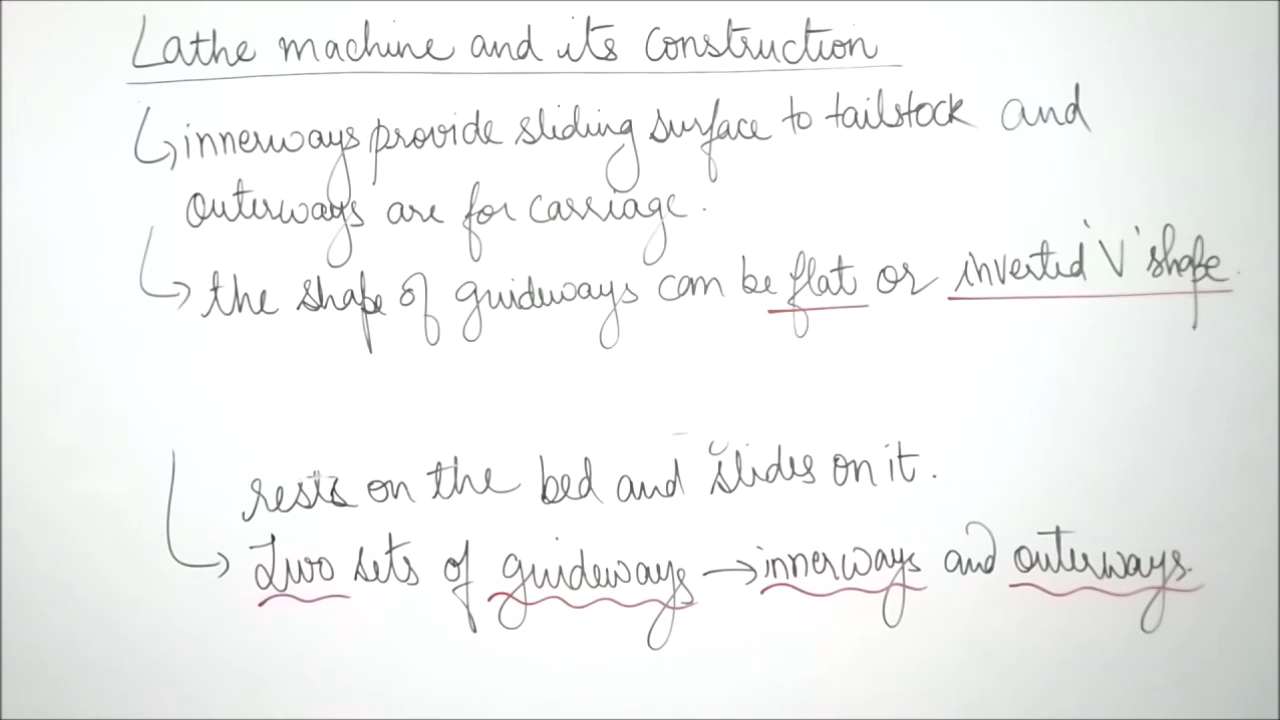 Lathe machine and its construction
innerways provide sliding surface to tailstock and
outerways are for carriage.
the shape of guideways can be flat or inverted 'V' shape.
rests on the bed and slides on it.
Two sets of guideways → innerways and outerways.